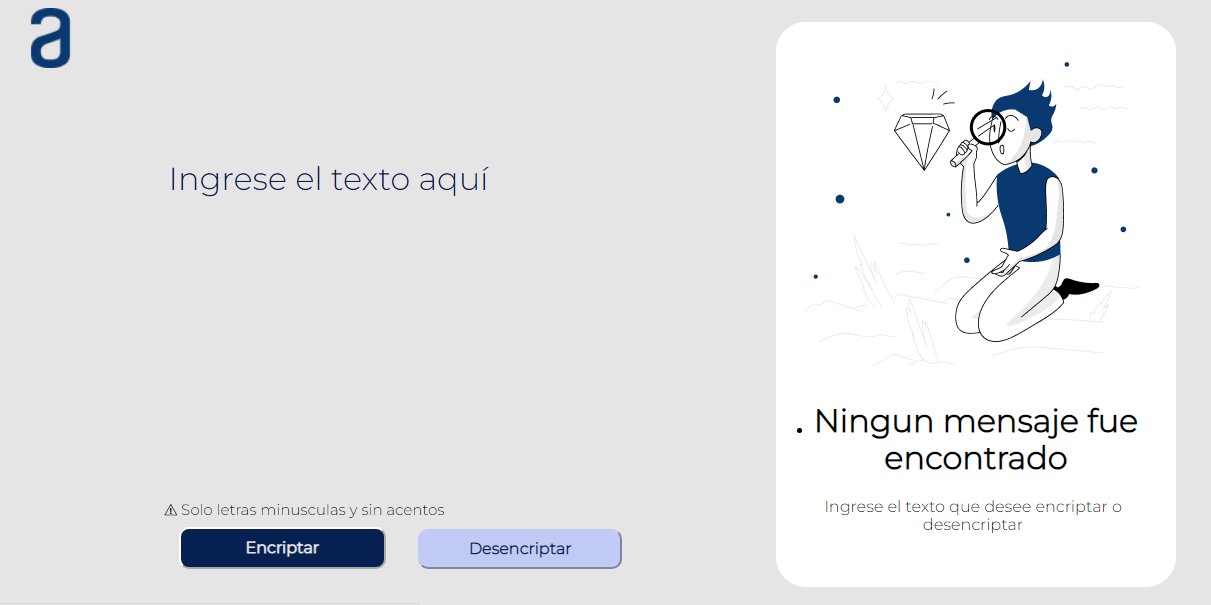 a
Ingrese el texto aquí
⚠ Solo letras minusculas y sin acentos
Encriptar
Desencriptar
. Ningun mensaje fue
encontrado
Ingrese el texto que desee encriptar o
desencriptar